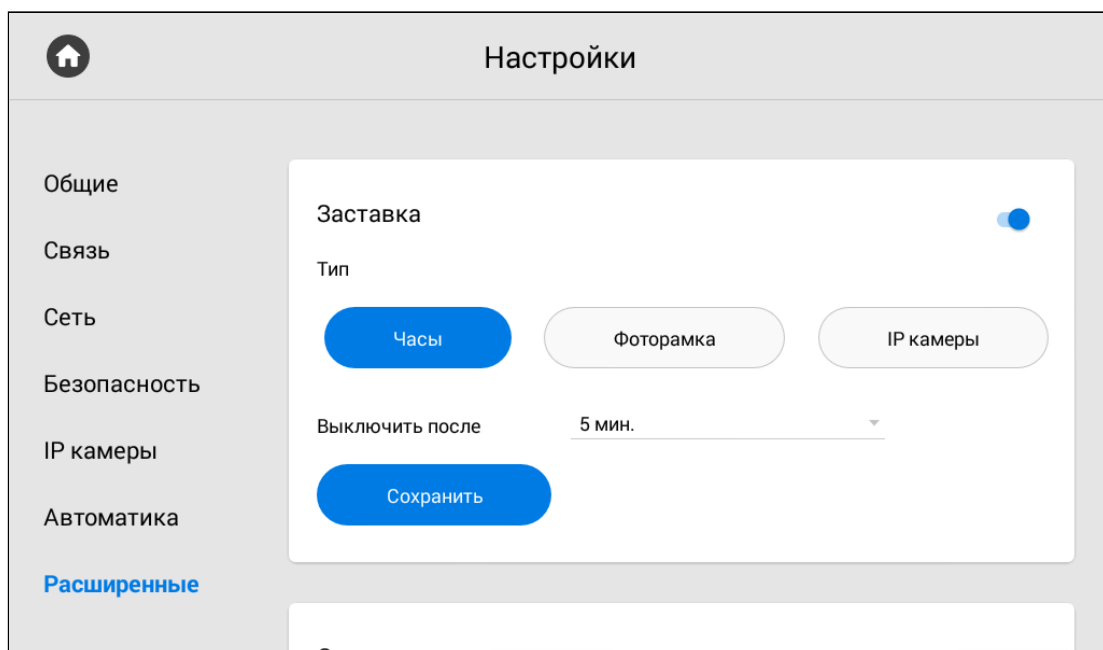 Настройки
Общие
Связь
Сеть
Безопасность
IP камеры
Автоматика
Расширенные
Заставка
Тип
Часы Фоторамка IP камеры
Выключить после 5 мин.
Сохранить